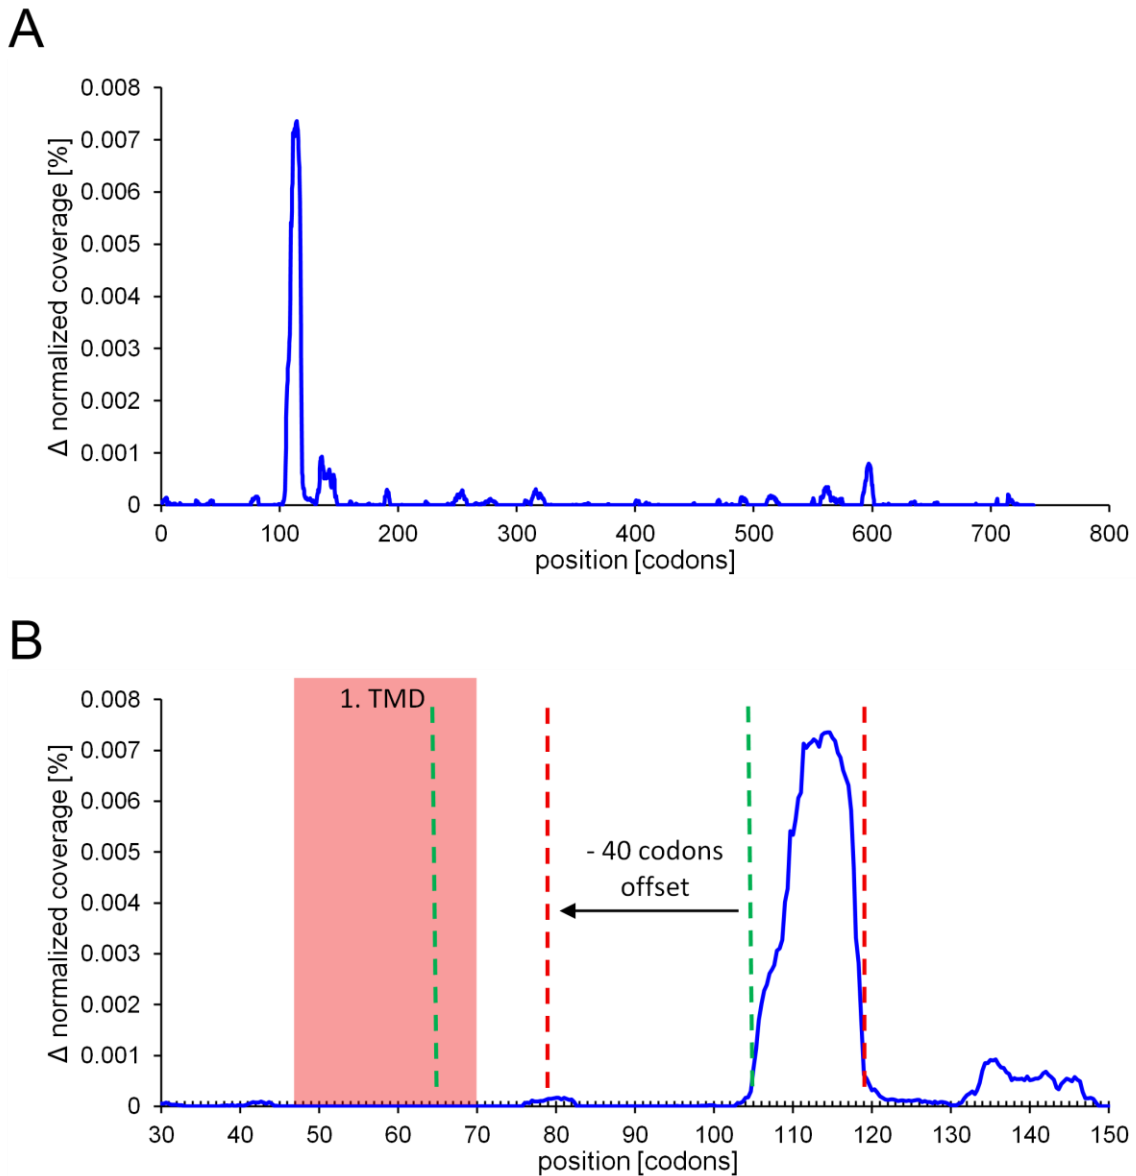 A
Δ normalized coverage [%]
0.008
0.007
0.006
0.005
0.004
0.003
0.002
0.001
0
0 100 200 300 400 500 600 700 800
position [codons]
B
Δ normalized coverage [%]
0.008
0.007
0.006
0.005
0.004
0.003
0.002
0.001
0
1. TMD
- 40 codons
offset
30 40 50 60 70 80 90 100 110 120 130 140 150
position [codons]